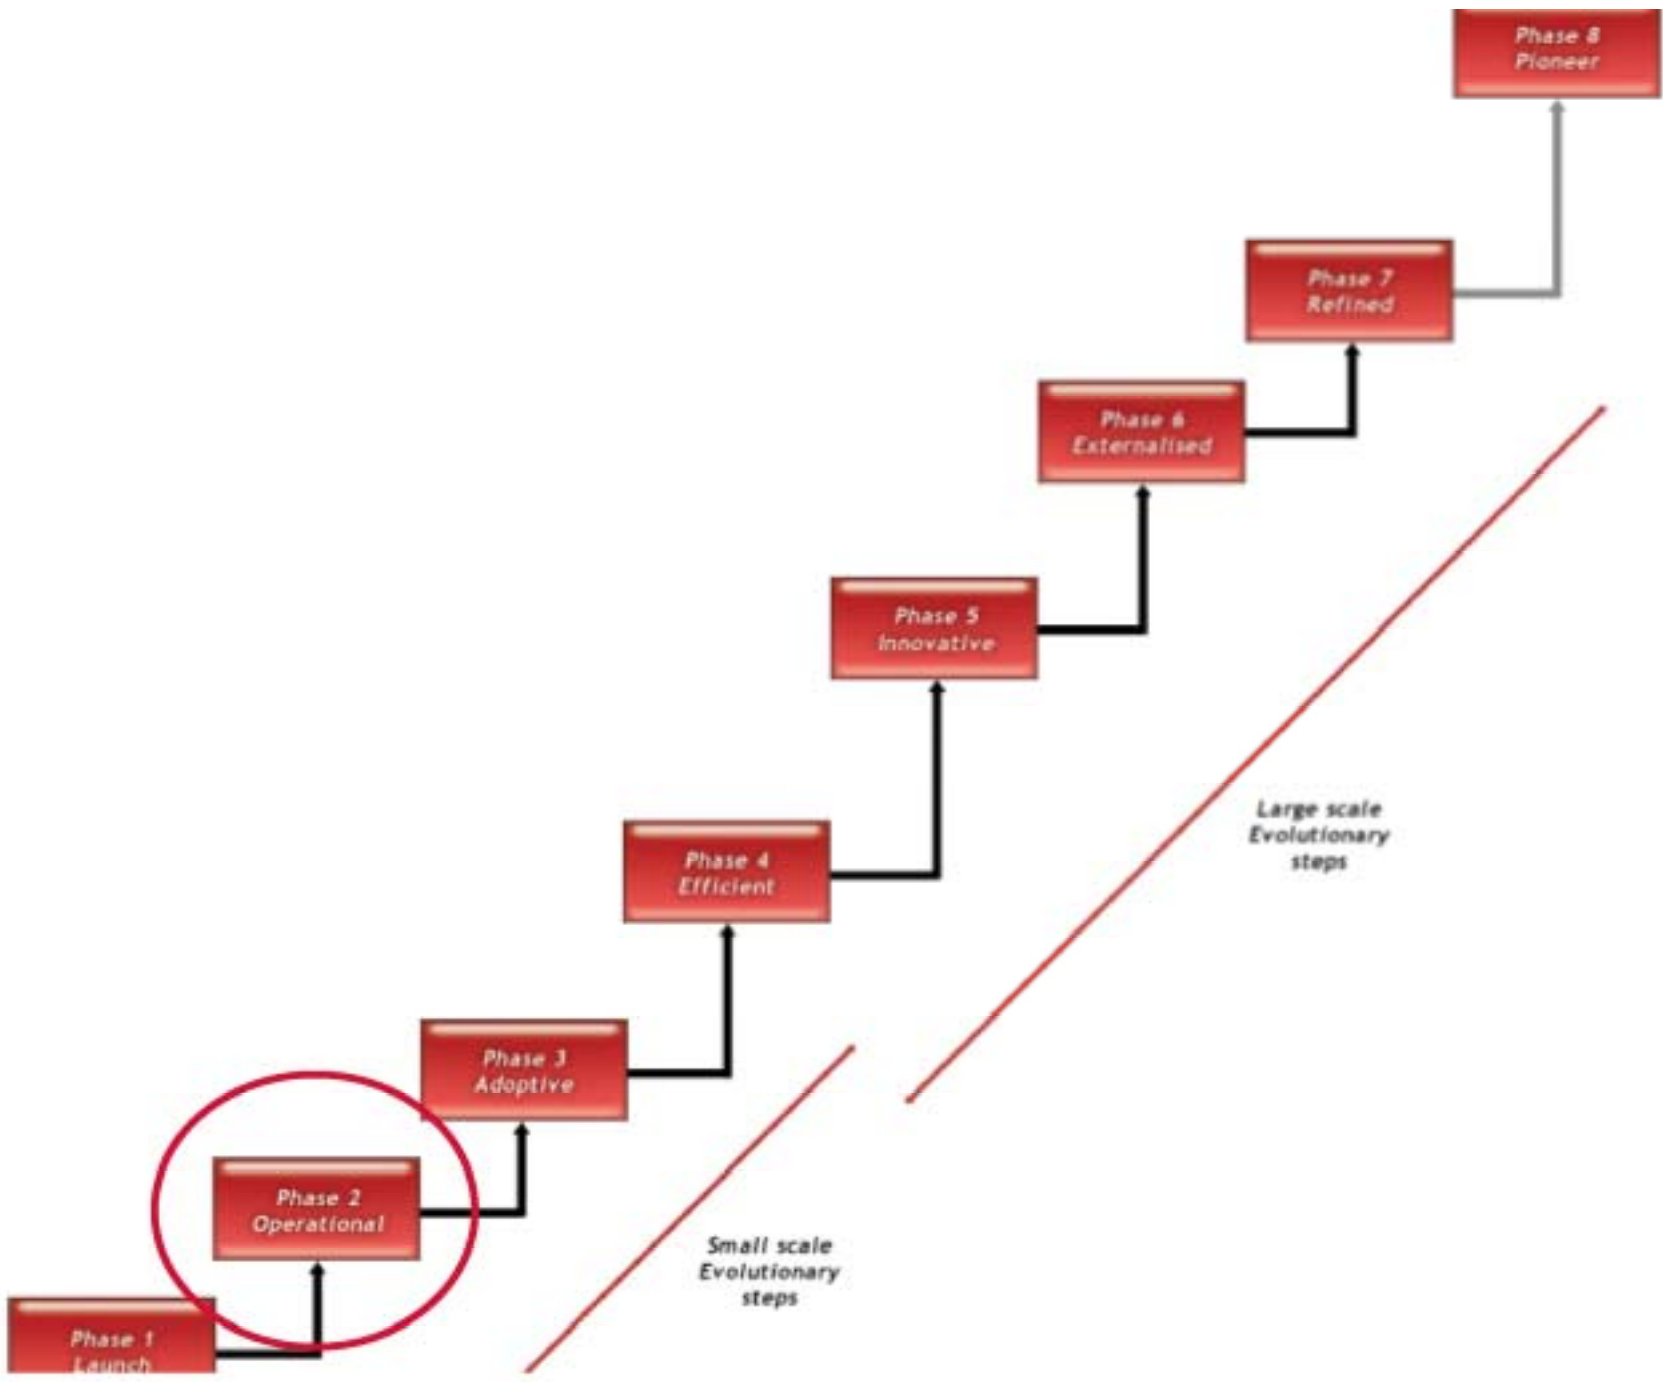 Phase 8
Pioneer
Phase 7
Refined
Phase 6
Externalised
Phase 5
Innovative
Large scale
Evolutionary
steps
Phase 4
Efficient
Phase 3
Adoptive
Phase 2
Operational
Small scale
Evolutionary
steps
Phase 1
Launch